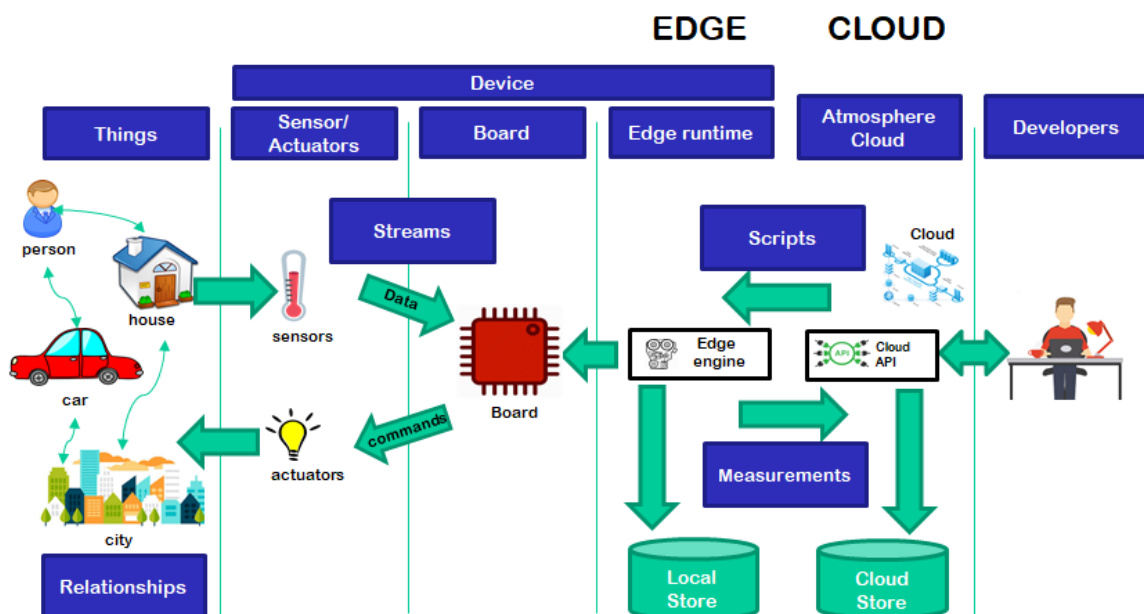 EDGE
CLOUD
Device
Things
Sensor/
Actuators
Board
Edge runtime
Atmosphere
Cloud
Developers
person
house
car
city
Relationships
Streams
sensors
Data
commands
actuators
Board
Scripts
Cloud
Edge
engine
API
Cloud
API
Measurements
Local
Store
Cloud
Store